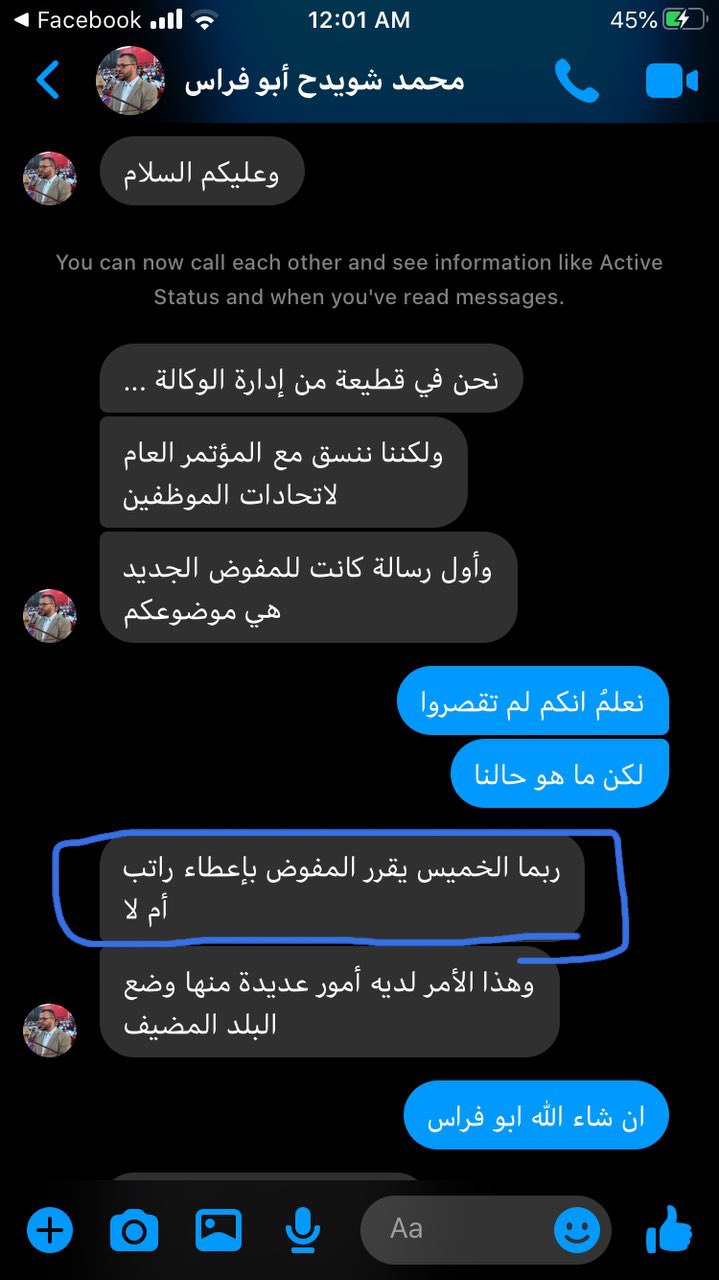 Facebook
12:01 AM
45%
محمد شويدح أبو فراس
وعليكم السلام
You can now call each other and see information like Active
Status and when you've read messages.
نحن في قطيعة من إدارة الوكالة ...
ولكننا ننسق مع المؤتمر العام
لاتحادات الموظفين
وأول رسالة كانت للمفوض الجديد
هي موضوعكم
نعلمُ انكم لم تقصروا
لكن ما هو حالنا
ربما الخميس يقرر المفوض بإعطاء راتب
أم لا
وهذا الأمر لديه أمور عديدة منها وضع
البلد المضيف
ان شاء الله ابو فراس
Aa